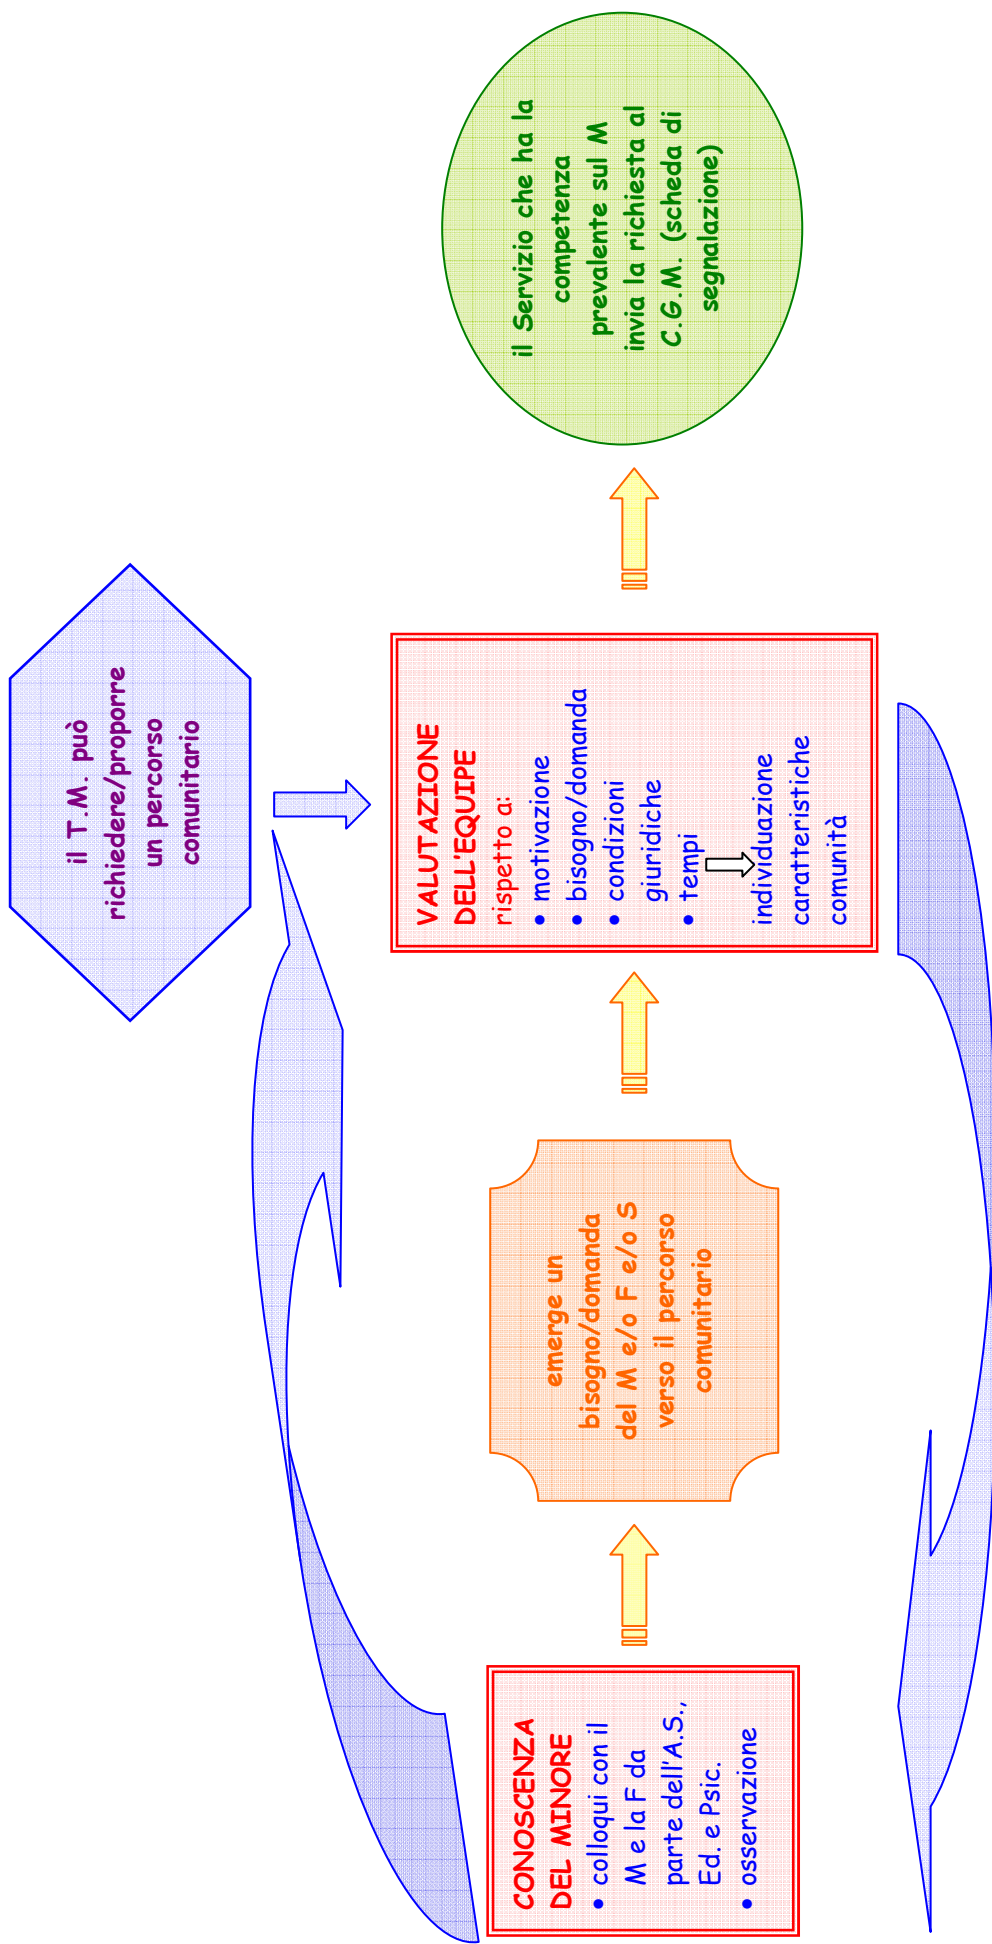 il T.M. può
richiedere/proporre
un percorso
comunitario
CONOSCENZA
DEL MINORE
• colloqui con il
M e la F da
parte dell'A.S.,
Ed. e Psic.
• osservazione
emerge un
bisogno/domanda
del M e/o F e/o S
verso il percorso
comunitario
VALUTAZIONE
DELL'EQUIPE
rispetto a:
• motivazione
• bisogno/domanda
• condizioni
giuridiche
• tempi
individuazione
caratteristiche
comunità
il Servizio che ha la
competenza
prevalente sul M
invia la richiesta al
C.G.M. (scheda di
segnalazione)